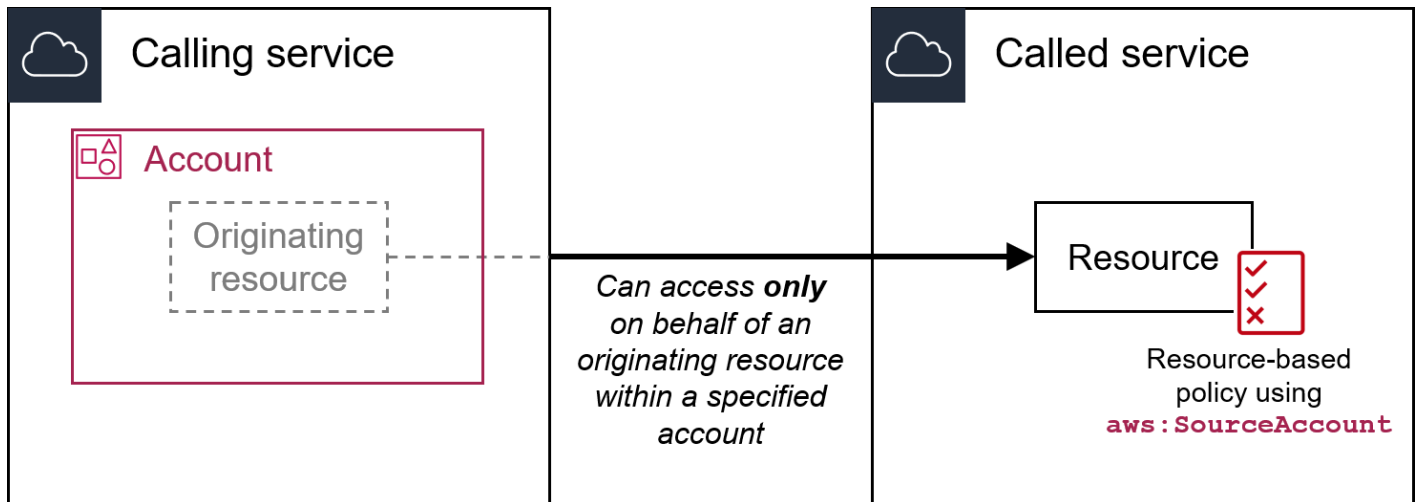 Calling service
Account
Originating
resource
Can access only
on behalf of an
originating resource
within a specified
account
Called service
Resource
Resource-based
policy using
aws:SourceAccount